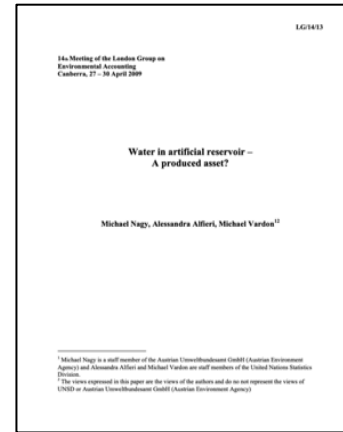 LG/14/13
14th Meeting of the London Group on
Environmental Accounting
Canberra, 27 – 30 April 2009
Water in artificial reservoir –
A produced asset?
Michael Nagy, Alessandra Alfieri, Michael Vardon12
1 Michael Nagy is a staff member of the Austrian Umweltbundesamt GmbH (Austrian Environment
Agency) and Alessandra Alfieri and Michael Vardon are staff members of the United Nations Statistics
Division.
2 The views expressed in this paper are the views of the authors and do no represent the views of
UNSD or Austrian Umweltbundesamt GmbH (Austrian Environment Agency)